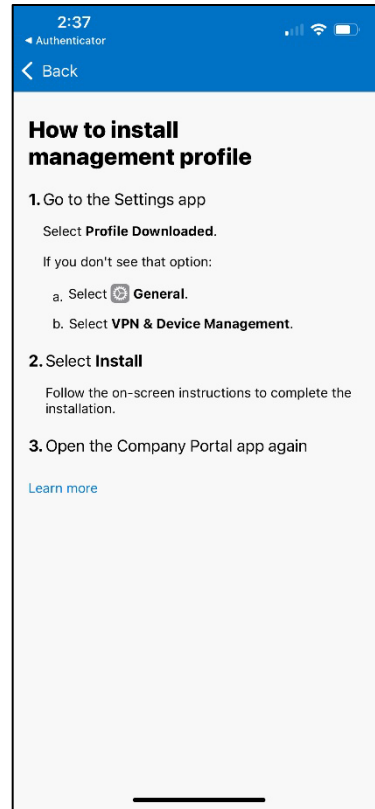 2:37
◀ Authenticator
Back
How to install
management profile
1. Go to the Settings app
Select Profile Downloaded.
If you don't see that option:
a. Select General.
b. Select VPN & Device Management.
2. Select Install
Follow the on-screen instructions to complete the
installation.
3. Open the Company Portal app again
Learn more